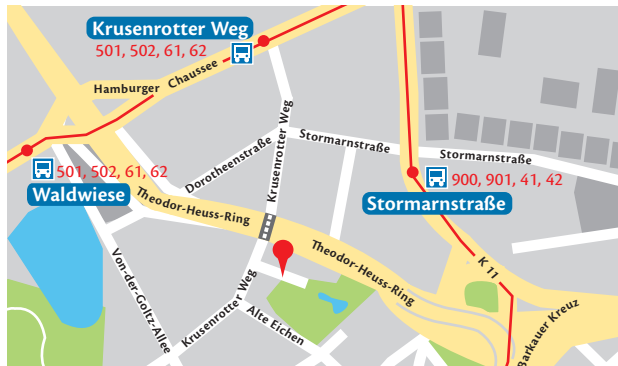 Krusenrotter Weg
501, 502, 61, 62
Hamburger Chaussee
Krusenrotter Weg
Dorotheenstraße
Stormarnstraße
Stormarnstraße
501, 502, 61, 62
Waldwiese
900, 901, 41, 42
Stormarnstraße
Theodor-Heuss-Ring
Theodor-Heuss-Ring
K 11
Von-der-Goltz-Allee
Krusenrotter Weg
Alte Eichen
Barkauer Kreuz